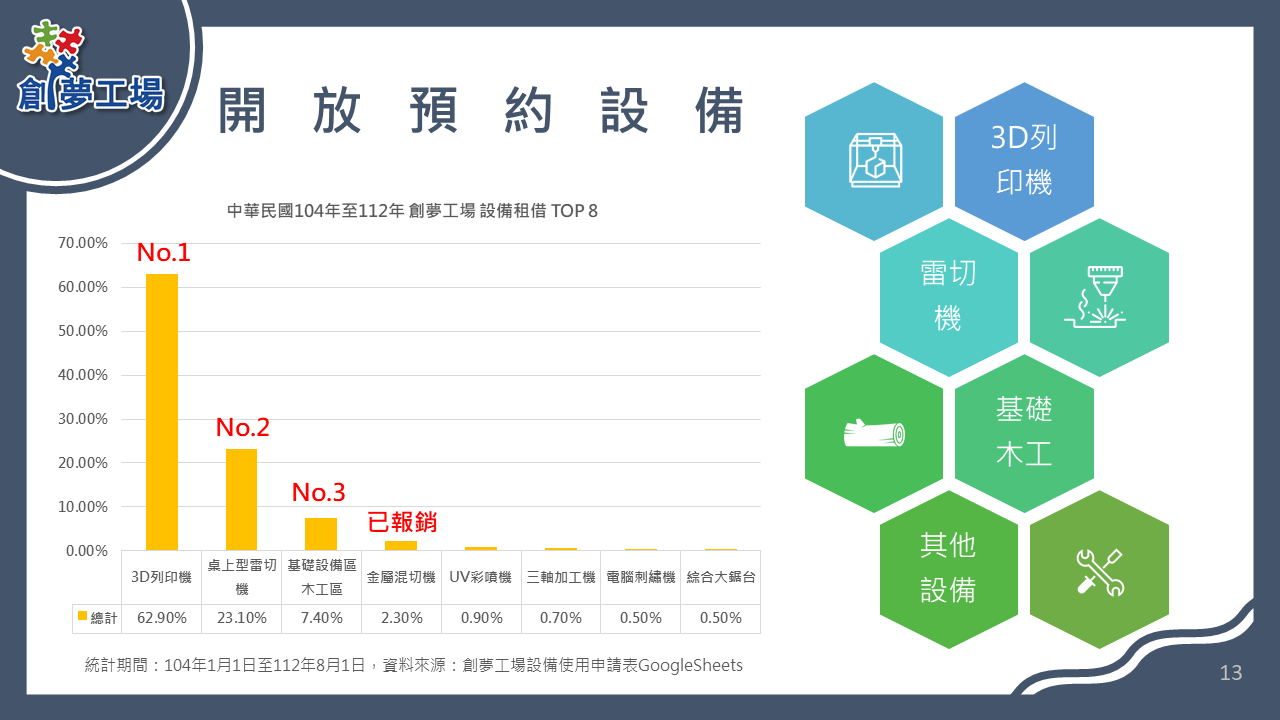 創夢工場
開放預約設備
中華民國104年至112年 創夢工場 設備租借 TOP 8
70.00%
60.00%
50.00%
40.00%
30.00%
20.00%
10.00%
0.00%
No.1
No.2
No.3
已報銷
3D列印機
桌上型雷切
機
基礎設備區
木工區
金屬雷切機
UV彩噴機
三軸加工機
電腦刺繡機
綜合大鋸台
總計
62.90%
23.10%
7.40%
2.30%
0.90%
0.70%
0.50%
0.50%
統計期間：104年1月1日至112年8月1日，資料來源：創夢工場設備使用申請表GoogleSheets
3D列
印機
雷切
機
基礎
木工
其他
設備
13